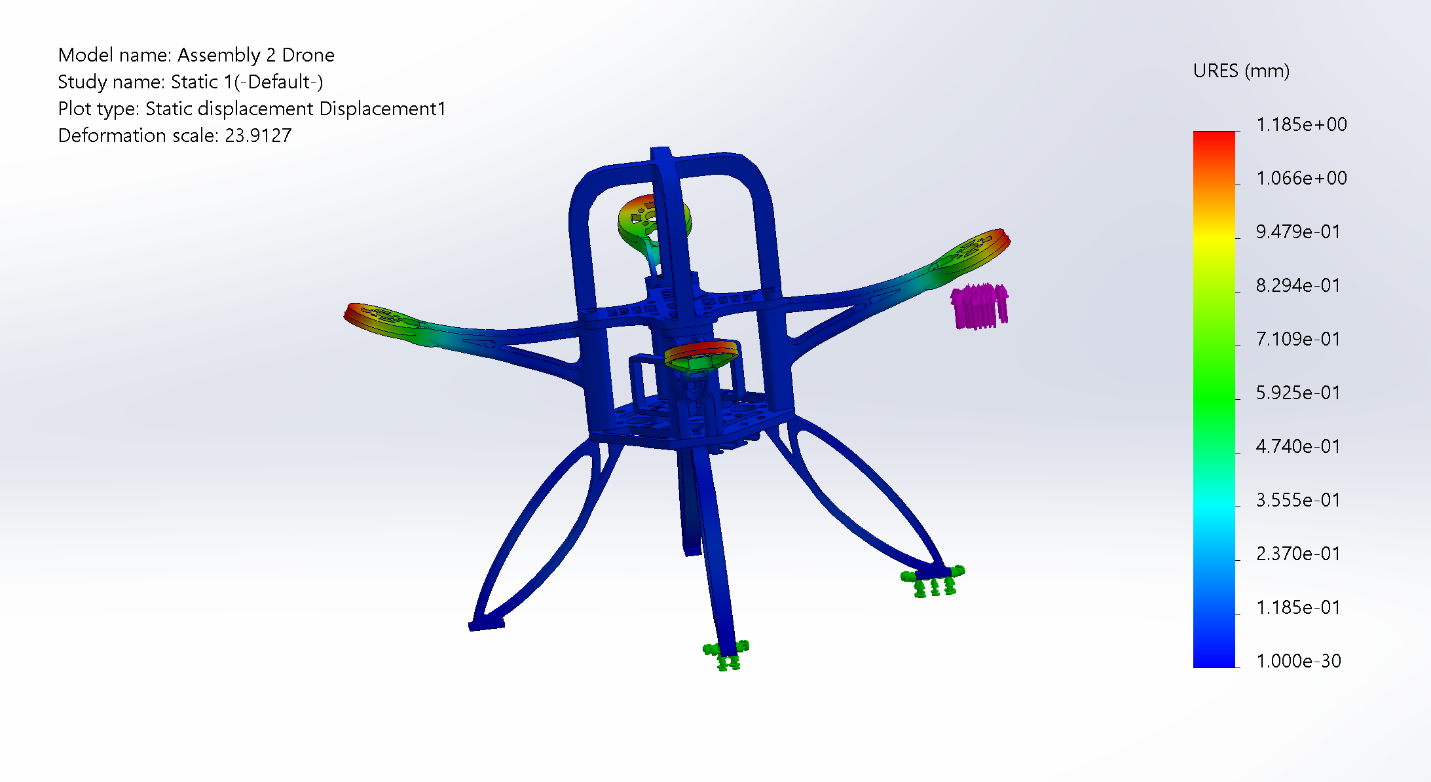 Model name: Assembly 2 Drone
Study name: Static 1(-Default-)
Plot type: Static displacement Displacement1
Deformation scale: 23.9127
URES (mm)
1.185e+00
1.066e+00
9.479e-01
8.294e-01
7.109e-01
5.925e-01
4.740e-01
3.555e-01
2.370e-01
1.185e-01
1.000e-30